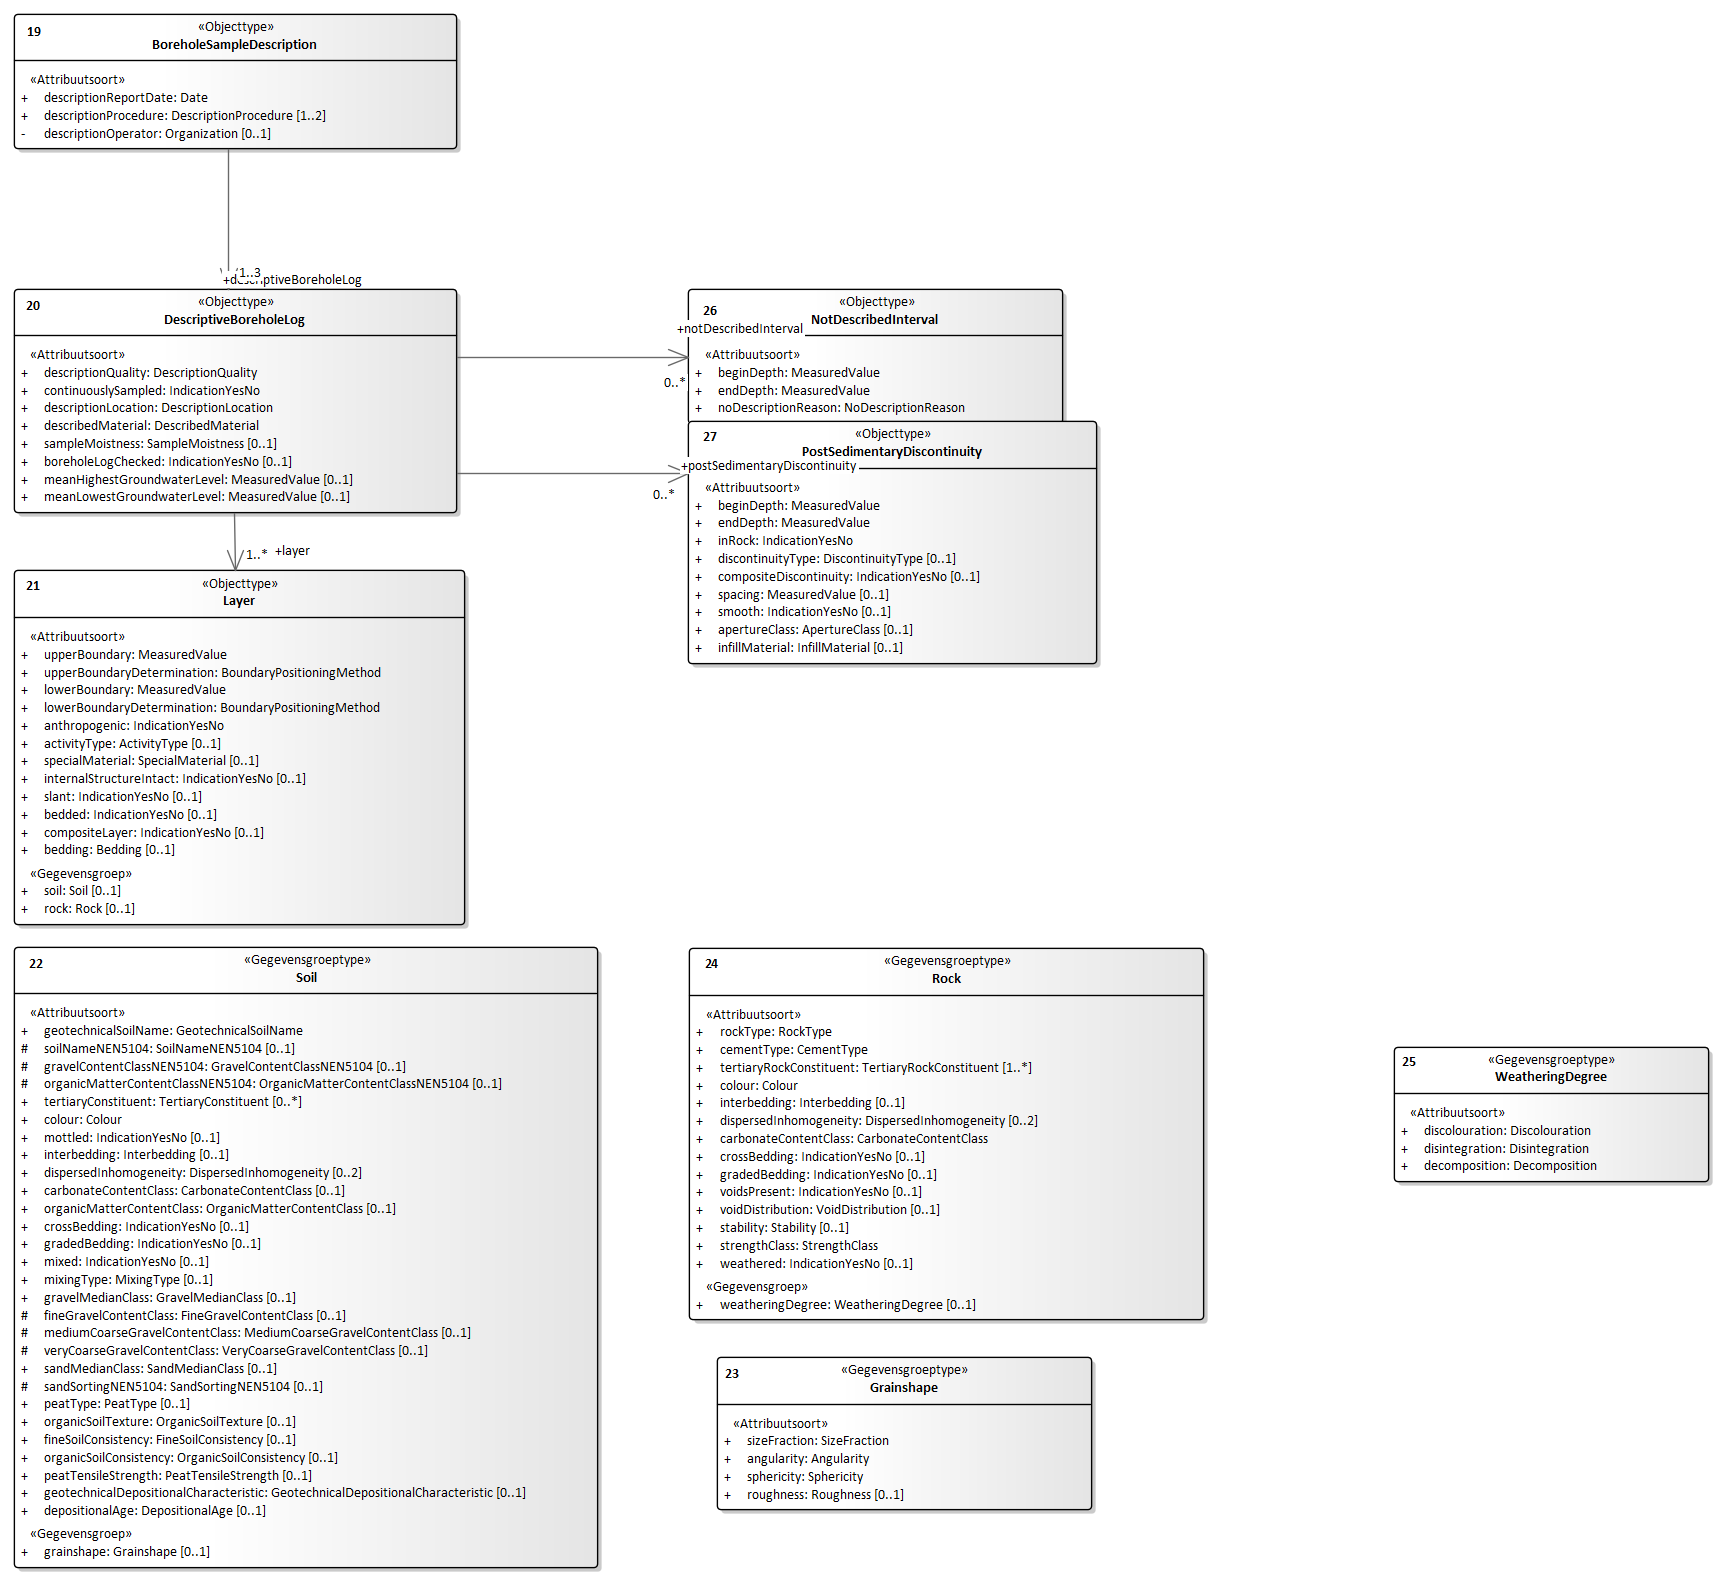 19
«Objecttype»
BoreholeSampleDescription
«Attribuutsoort»
+ descriptionReportDate: Date
+ descriptionProcedure: DescriptionProcedure [1..2]
- descriptionOperator: Organization [0..1]
1..3
+descriptiveBoreholeLog
20
«Objecttype»
DescriptiveBoreholeLog
«Attribuutsoort»
+ descriptionQuality: DescriptionQuality
+ continuouslySampled: IndicationYesNo
+ descriptionLocation: DescriptionLocation
+ describedMaterial: DescribedMaterial
+ sampleMoistness: SampleMoistness [0..1]
+ boreholeLogChecked: IndicationYesNo [0..1]
+ meanHighestGroundwaterLevel: MeasuredValue [0..1]
+ meanLowestGroundwaterLevel: MeasuredValue [0..1]
26
«Objecttype»
NotDescribedInterval
+notDescribedInterval
0..*
«Attribuutsoort»
+ beginDepth: MeasuredValue
+ endDepth: MeasuredValue
+ noDescriptionReason: NoDescriptionReason
27
«Objecttype»
PostSedimentaryDiscontinuity
+postSedimentaryDiscontinuity
0..*
«Attribuutsoort»
+ beginDepth: MeasuredValue
+ endDepth: MeasuredValue
+ inRock: IndicationYesNo
+ discontinuityType: DiscontinuityType [0..1]
+ compositeDiscontinuity: IndicationYesNo [0..1]
+ spacing: MeasuredValue [0..1]
+ smooth: IndicationYesNo [0..1]
+ apertureClass: ApertureClass [0..1]
+ infillMaterial: InfillMaterial [0..1]
1..* +layer
21
«Objecttype»
Layer
«Attribuutsoort»
+ upperBoundary: MeasuredValue
+ upperBoundaryDetermination: BoundaryPositioningMethod
+ lowerBoundary: MeasuredValue
+ lowerBoundaryDetermination: BoundaryPositioningMethod
+ anthropogenic: IndicationYesNo
+ activityType: ActivityType [0..1]
+ specialMaterial: SpecialMaterial [0..1]
+ internalStructureIntact: IndicationYesNo [0..1]
+ slant: IndicationYesNo [0..1]
+ bedded: IndicationYesNo [0..1]
+ compositeLayer: IndicationYesNo [0..1]
+ bedding: Bedding [0..1]
«Gegevensgroep»
+ soil: Soil [0..1]
+ rock: Rock [0..1]
22
«Gegevensgroeptype»
Soil
«Attribuutsoort»
+ geotechnicalSoilName: GeotechnicalSoilName
# soilNameNEN5104: SoilNameNEN5104 [0..1]
# gravelContentClassNEN5104: GravelContentClassNEN5104 [0..1]
# organicMatterContentClassNEN5104: OrganicMatterContentClassNEN5104 [0..1]
+ tertiaryConstituent: TertiaryConstituent [0..*]
+ colour: Colour
+ mottled: IndicationYesNo [0..1]
+ interbedding: Interbedding [0..1]
+ dispersedInhomogeneity: DispersedInhomogeneity [0..2]
+ carbonateContentClass: CarbonateContentClass [0..1]
+ organicMatterContentClass: OrganicMatterContentClass [0..1]
+ crossBedding: IndicationYesNo [0..1]
+ gradedBedding: IndicationYesNo [0..1]
+ mixed: IndicationYesNo [0..1]
+ mixingType: MixingType [0..1]
+ gravelMedianClass: GravelMedianClass [0..1]
# fineGravelContentClass: FineGravelContentClass [0..1]
# mediumCoarseGravelContentClass: MediumCoarseGravelContentClass [0..1]
# veryCoarseGravelContentClass: VeryCoarseGravelContentClass [0..1]
+ sandMedianClass: SandMedianClass [0..1]
# sandSortingNEN5104: SandSortingNEN5104 [0..1]
+ peatType: PeatType [0..1]
+ organicSoilTexture: OrganicSoilTexture [0..1]
+ fineSoilConsistency: FineSoilConsistency [0..1]
+ organicSoilConsistency: OrganicSoilConsistency [0..1]
+ peatTensileStrength: PeatTensileStrength [0..1]
+ geotechnicalDepositionalCharacteristic: GeotechnicalDepositionalCharacteristic [0..1]
+ depositionalAge: DepositionalAge [0..1]
«Gegevensgroep»
+ grainshape: Grainshape [0..1]
24
«Gegevensgroeptype»
Rock
«Attribuutsoort»
+ rockType: RockType
+ cementType: CementType
+ tertiaryRockConstituent: TertiaryRockConstituent [1..*]
+ colour: Colour
+ interbedding: Interbedding [0..1]
+ dispersedInhomogeneity: DispersedInhomogeneity [0..2]
+ carbonateContentClass: CarbonateContentClass
+ crossBedding: IndicationYesNo [0..1]
+ gradedBedding: IndicationYesNo [0..1]
+ voidsPresent: IndicationYesNo [0..1]
+ voidDistribution: VoidDistribution [0..1]
+ stability: Stability [0..1]
+ strengthClass: StrengthClass
+ weathered: IndicationYesNo [0..1]
«Gegevensgroep»
+ weatheringDegree: WeatheringDegree [0..1]
25
«Gegevensgroeptype»
WeatheringDegree
«Attribuutsoort»
+ discolouration: Discolouration
+ disintegration: Disintegration
+ decomposition: Decomposition
23
«Gegevensgroeptype»
Grainshape
«Attribuutsoort»
+ sizeFraction: SizeFraction
+ angularity: Angularity
+ sphericity: Sphericity
+ roughness: Roughness [0..1]